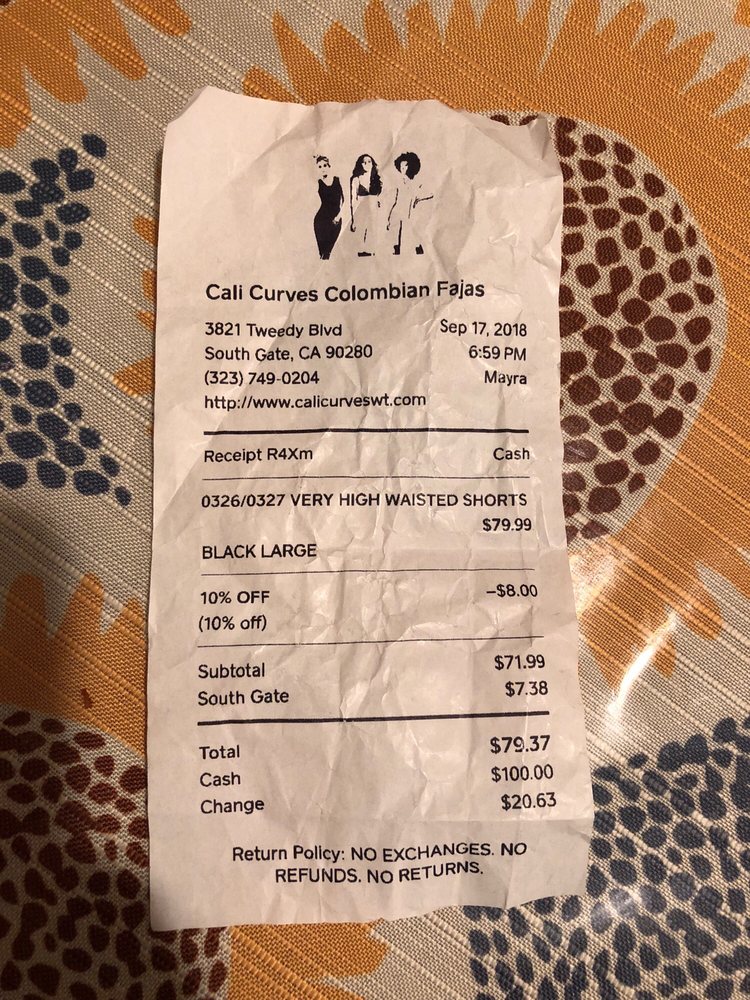 Cali Curves Colombian Fajas
3821 Tweedy Blvd Sep 17, 2018
South Gate, CA 90280 6:59 PM
(323) 749-0204 Mayra
http://www.calicurveswt.com
Receipt R4Xm Cash
0326/0327 VERY HIGH WAISTED SHORTS
$79.99
BLACK LARGE
10% OFF -$8.00
(10% off)
Subtotal $71.99
South Gate $7.38
Total $79.37
Cash $100.00
Change $20.63
Return Policy: NO EXCHANGES. NO
REFUNDS. NO RETURNS.